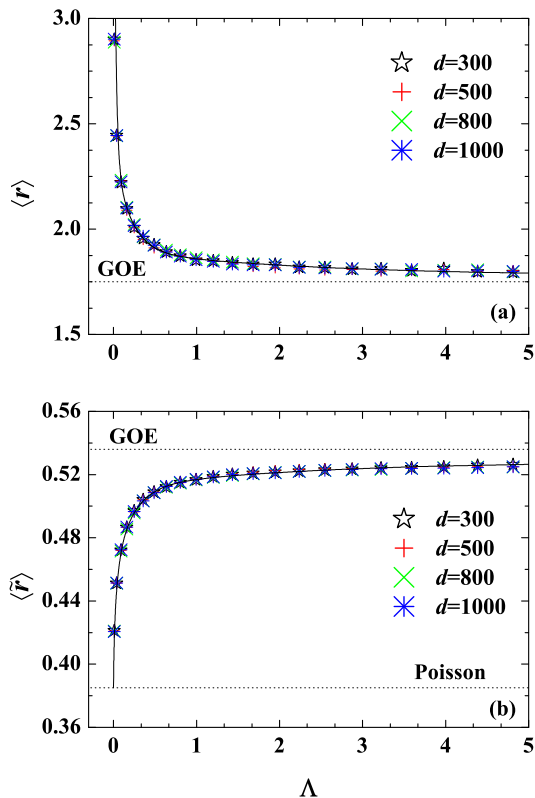 3.0
2.5
2.0
1.5
⟨r⟩
d=300
d=500
d=800
d=1000
GOE
(a)
0 1 2 3 4 5
0.56
0.52
0.48
0.44
0.40
0.36
⟨r̃⟩
GOE
d=300
d=500
d=800
d=1000
Poisson
(b)
0 1 2 3 4 5
Λ